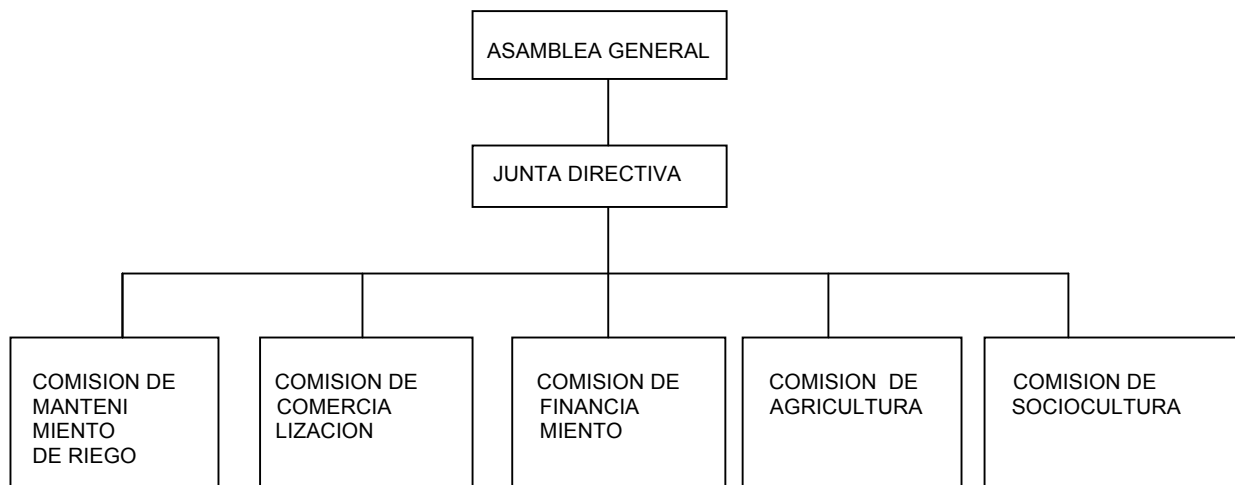 ASAMBLEA GENERAL
JUNTA DIRECTIVA
COMISION DE
MANTENI
MIENTO
DE RIEGO
COMISION DE
COMERCIA
LIZACION
COMISION DE
FINANCIA
MIENTO
COMISION DE
AGRICULTURA
COMISION DE
SOCIOCULTURA